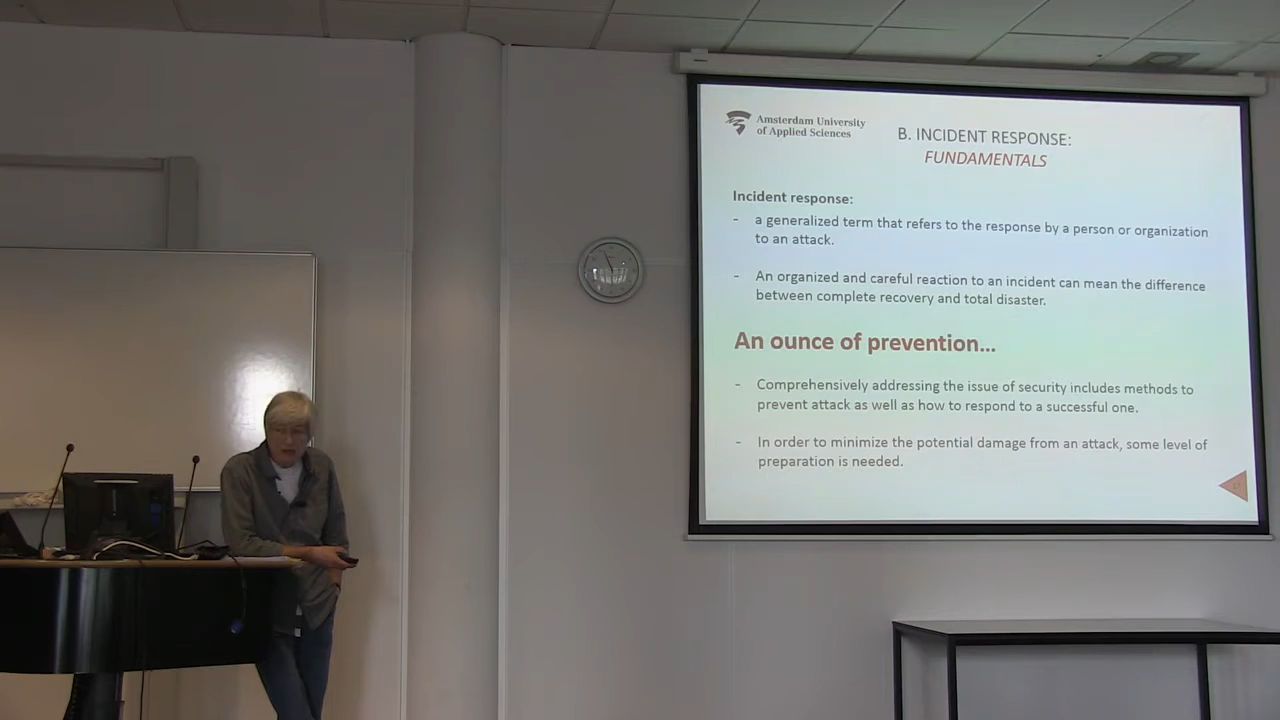 Amsterdam University
of Applied Sciences
B. INCIDENT RESPONSE:
FUNDAMENTALS
Incident response:
- a generalized term that refers to the response by a person or organization
to an attack.
- An organized and careful reaction to an incident can mean the difference
between complete recovery and total disaster.
An ounce of prevention...
- Comprehensively addressing the issue of security includes methods to
prevent attack as well as how to respond to a successful one.
- In order to minimize the potential damage from an attack, some level of
preparation is needed.